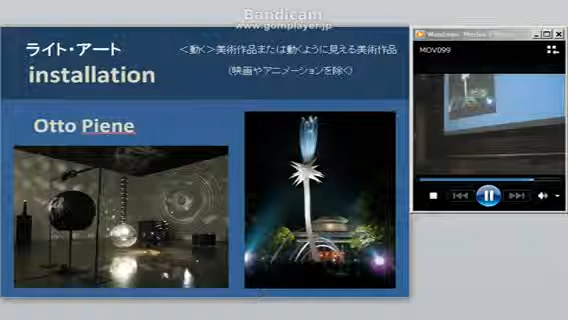 Bandicam
www.gomplayer.jp
ライト・アート
<動く>美術作品または動くように見える美術作品
installation
(映画やアニメーションを除く)
Otto Piene
MOV099